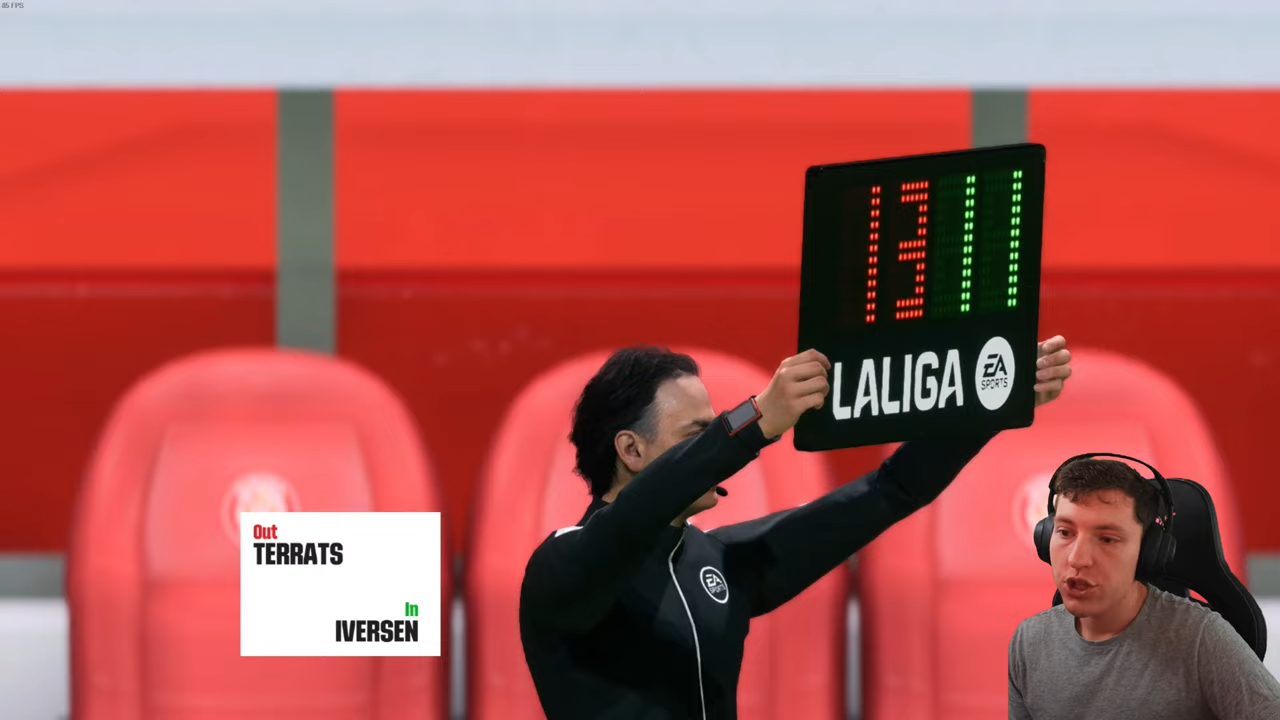 85 FPS
13 11
LALIGA
EA
SPORTS
EA
SPORTS
Out
TERRATS
In
IVERSEN